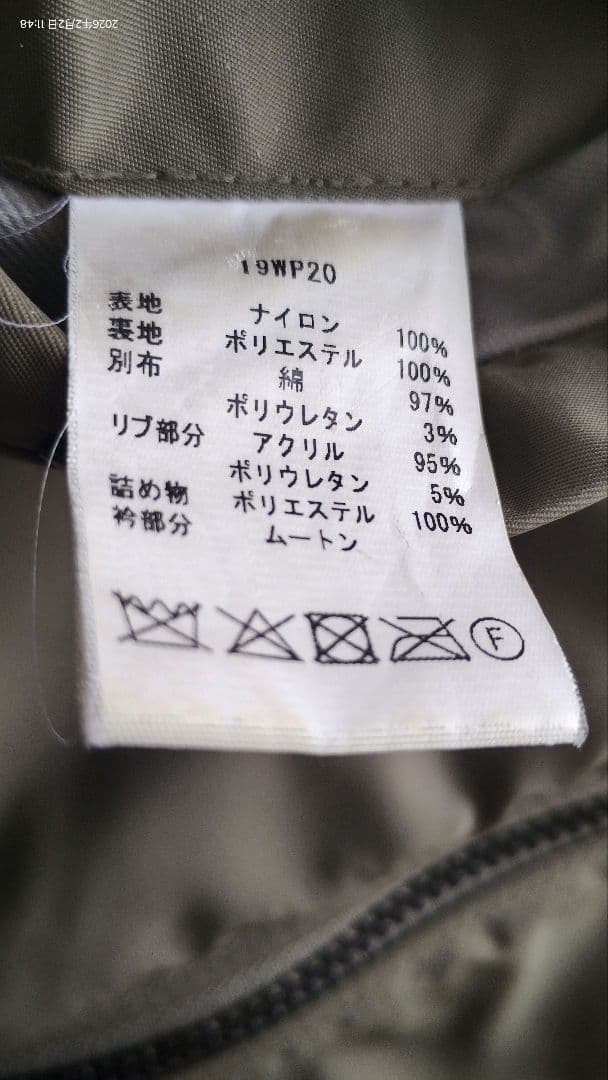 2026年2月2日 11:48
19WP20
表地 ナイロン 100%
裏地 ポリエステル 100%
別布 綿 97%
ポリウレタン 3%
リブ部分 アクリル 95%
ポリウレタン 5%
詰め物 ポリエステル 100%
衿部分 ムートン
F